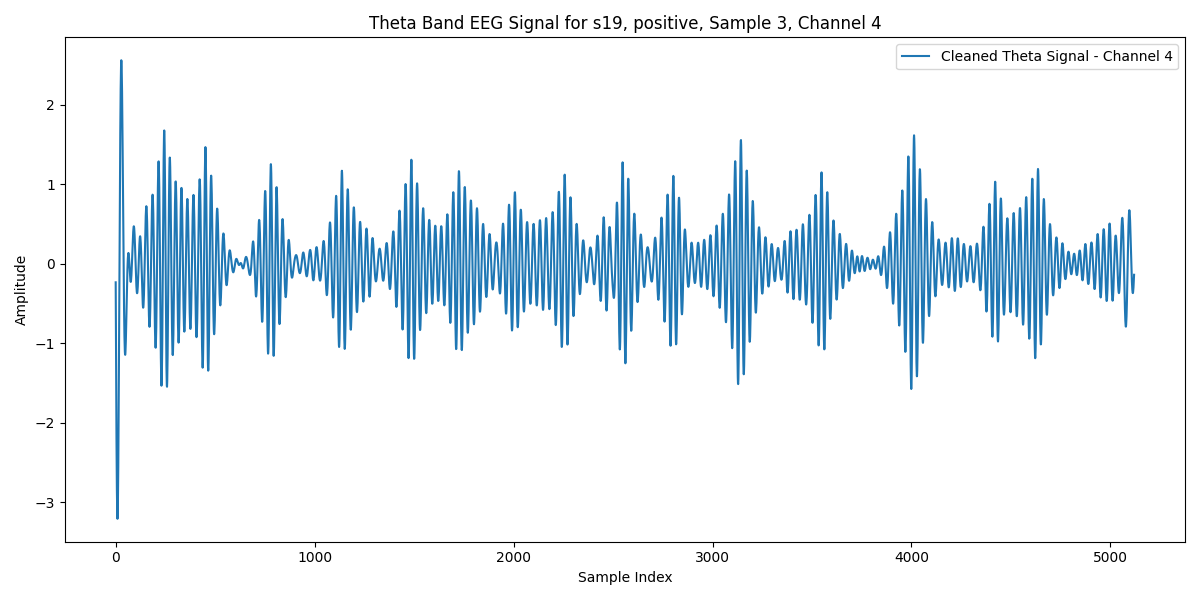 Theta Band EEG Signal for s19, positive, Sample 3, Channel 4
Cleaned Theta Signal - Channel 4
Amplitude
2
1
0
−1
−2
−3
0 1000 2000 3000 4000 5000
Sample Index